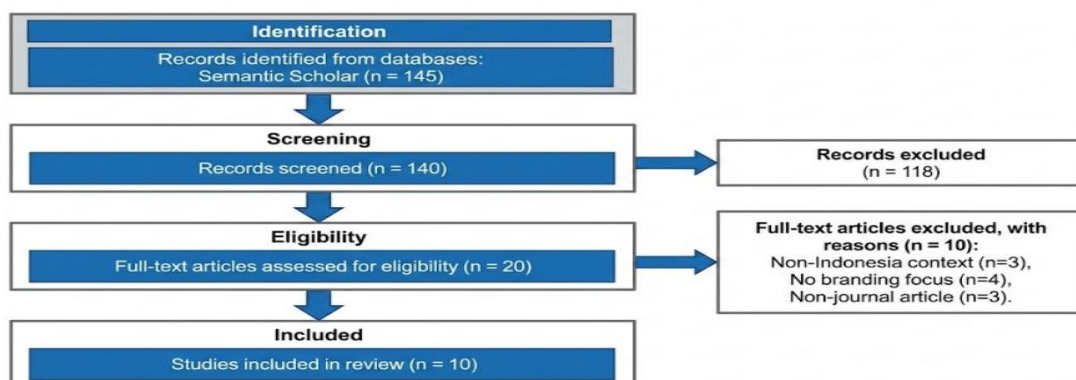 Identification
Records identified from databases:
Semantic Scholar (n = 145)
Screening
Records screened (n = 140)
Records excluded
(n = 118)
Eligibility
Full-text articles assessed for eligibility (n = 20)
Full-text articles excluded, with
reasons (n = 10):
Non-Indonesia context (n=3),
No branding focus (n=4),
Non-journal article (n=3).
Included
Studies included in review (n = 10)